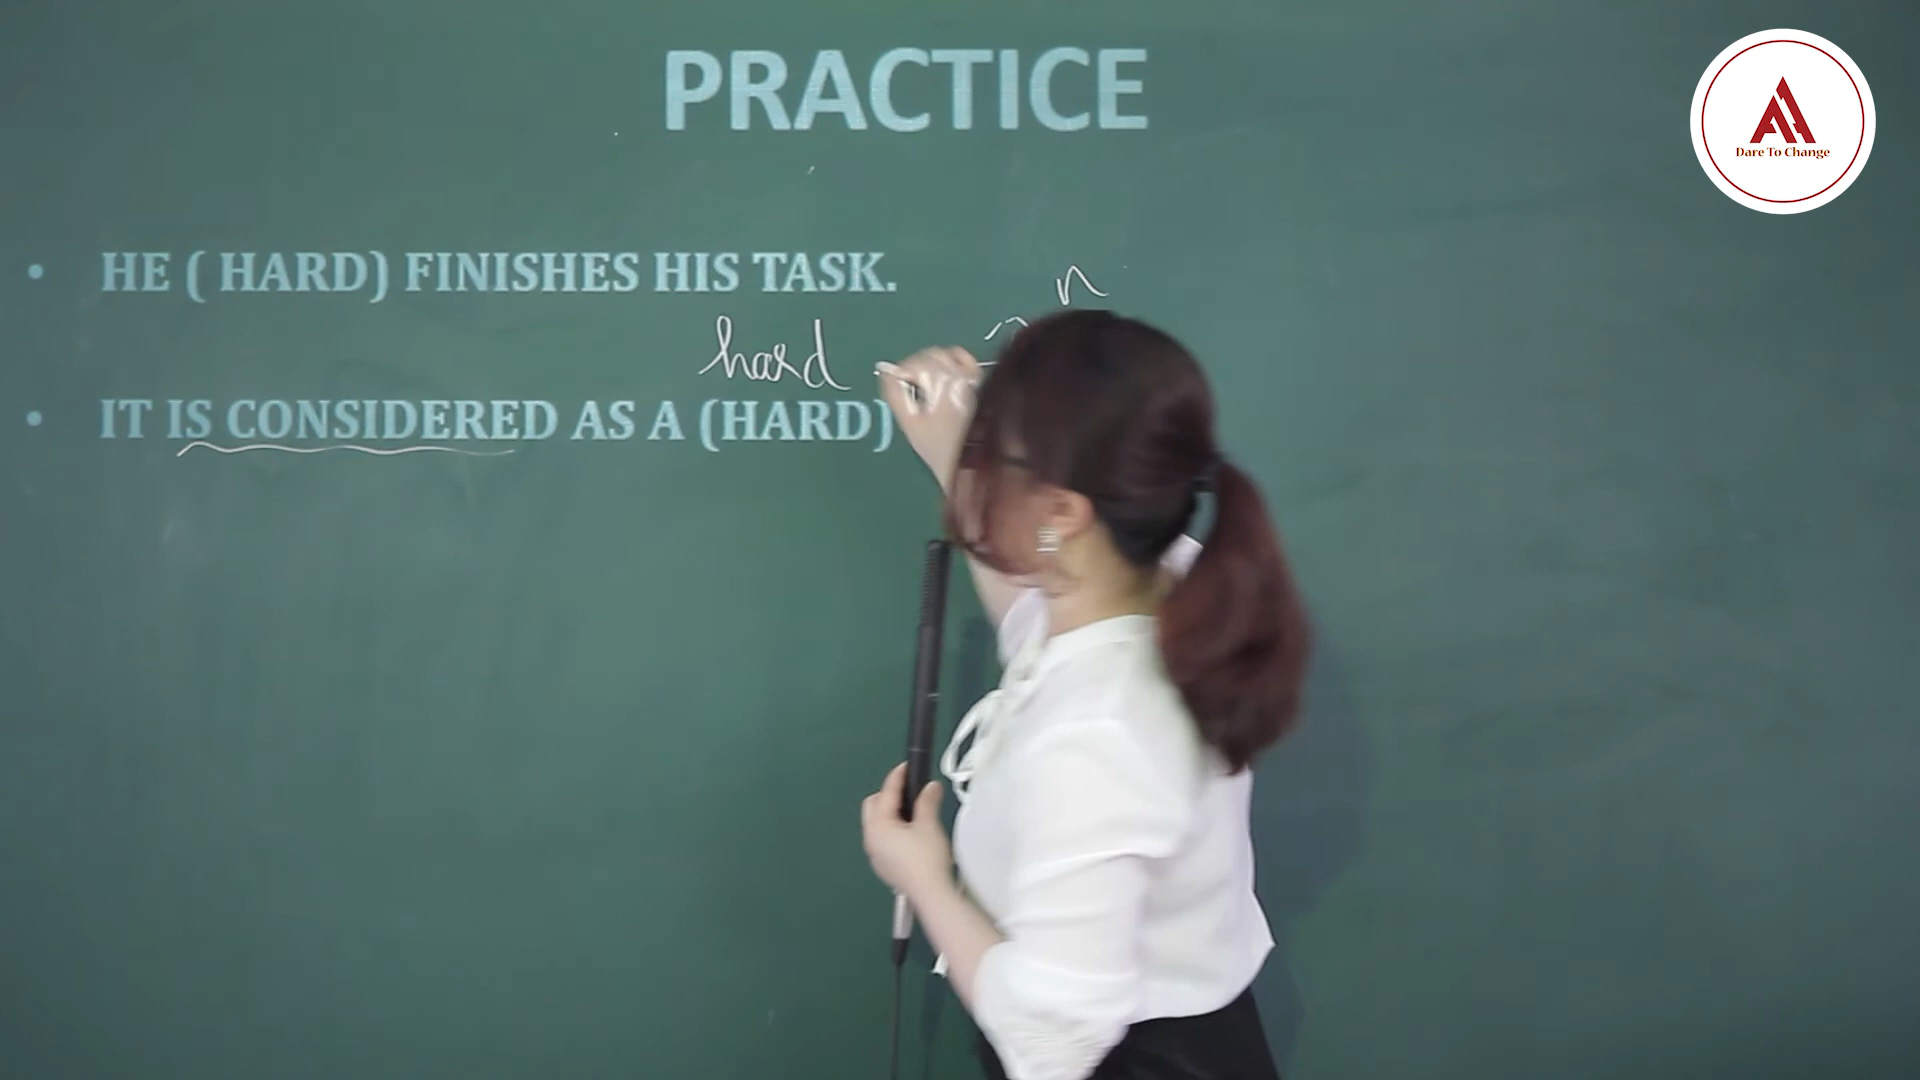 PRACTICE
Dare To Change
• HE ( HARD) FINISHES HIS TASK.
n
hard
• IT IS CONSIDERED AS A (HARD)